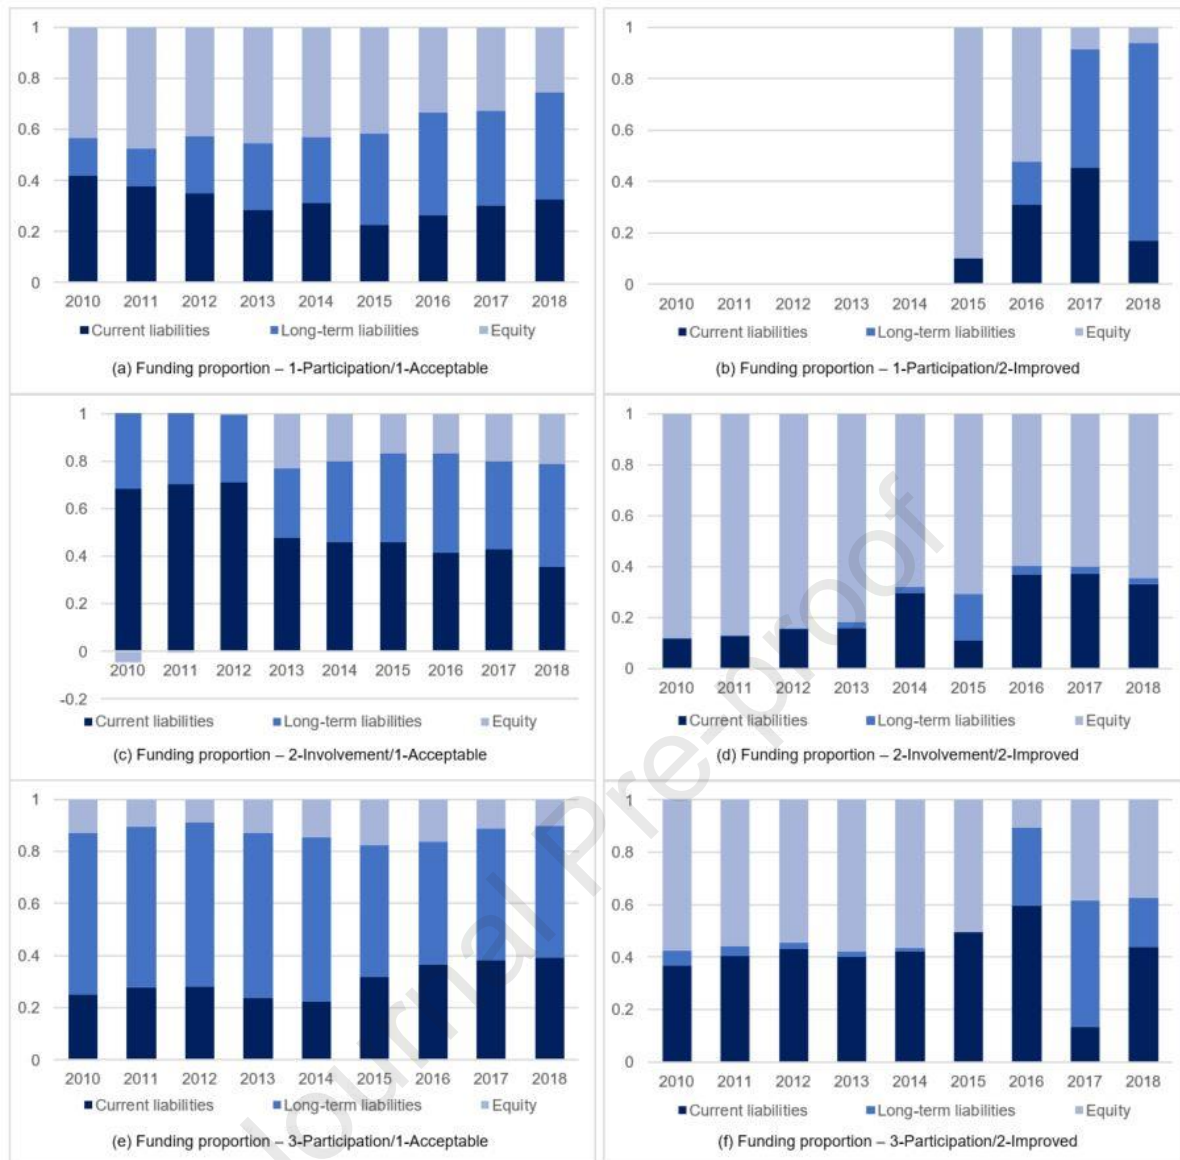 1
0.8
0.6
0.4
0.2
0
2010 2011 2012 2013 2014 2015 2016 2017 2018
Current liabilities Long-term liabilities Equity
(a) Funding proportion – 1-Participation/1-Acceptable
1
0.8
0.6
0.4
0.2
0
2010 2011 2012 2013 2014 2015 2016 2017 2018
Current liabilities Long-term liabilities Equity
(b) Funding proportion – 1-Participation/2-Improved
1
0.8
0.6
0.4
0.2
0
-0.2
2010 2011 2012 2013 2014 2015 2016 2017 2018
Current liabilities Long-term liabilities Equity
(c) Funding proportion – 2-Involvement/1-Acceptable
1
0.8
0.6
0.4
0.2
0
2010 2011 2012 2013 2014 2015 2016 2017 2018
Current liabilities Long-term liabilities Equity
(d) Funding proportion – 2-Involvement/2-Improved
1
0.8
0.6
0.4
0.2
0
2010 2011 2012 2013 2014 2015 2016 2017 2018
Current liabilities Long-term liabilities Equity
(e) Funding proportion – 3-Participation/1-Acceptable
1
0.8
0.6
0.4
0.2
0
2010 2011 2012 2013 2014 2015 2016 2017 2018
Current liabilities Long-term liabilities Equity
(f) Funding proportion – 3-Participation/2-Improved
Journal Pre-proof